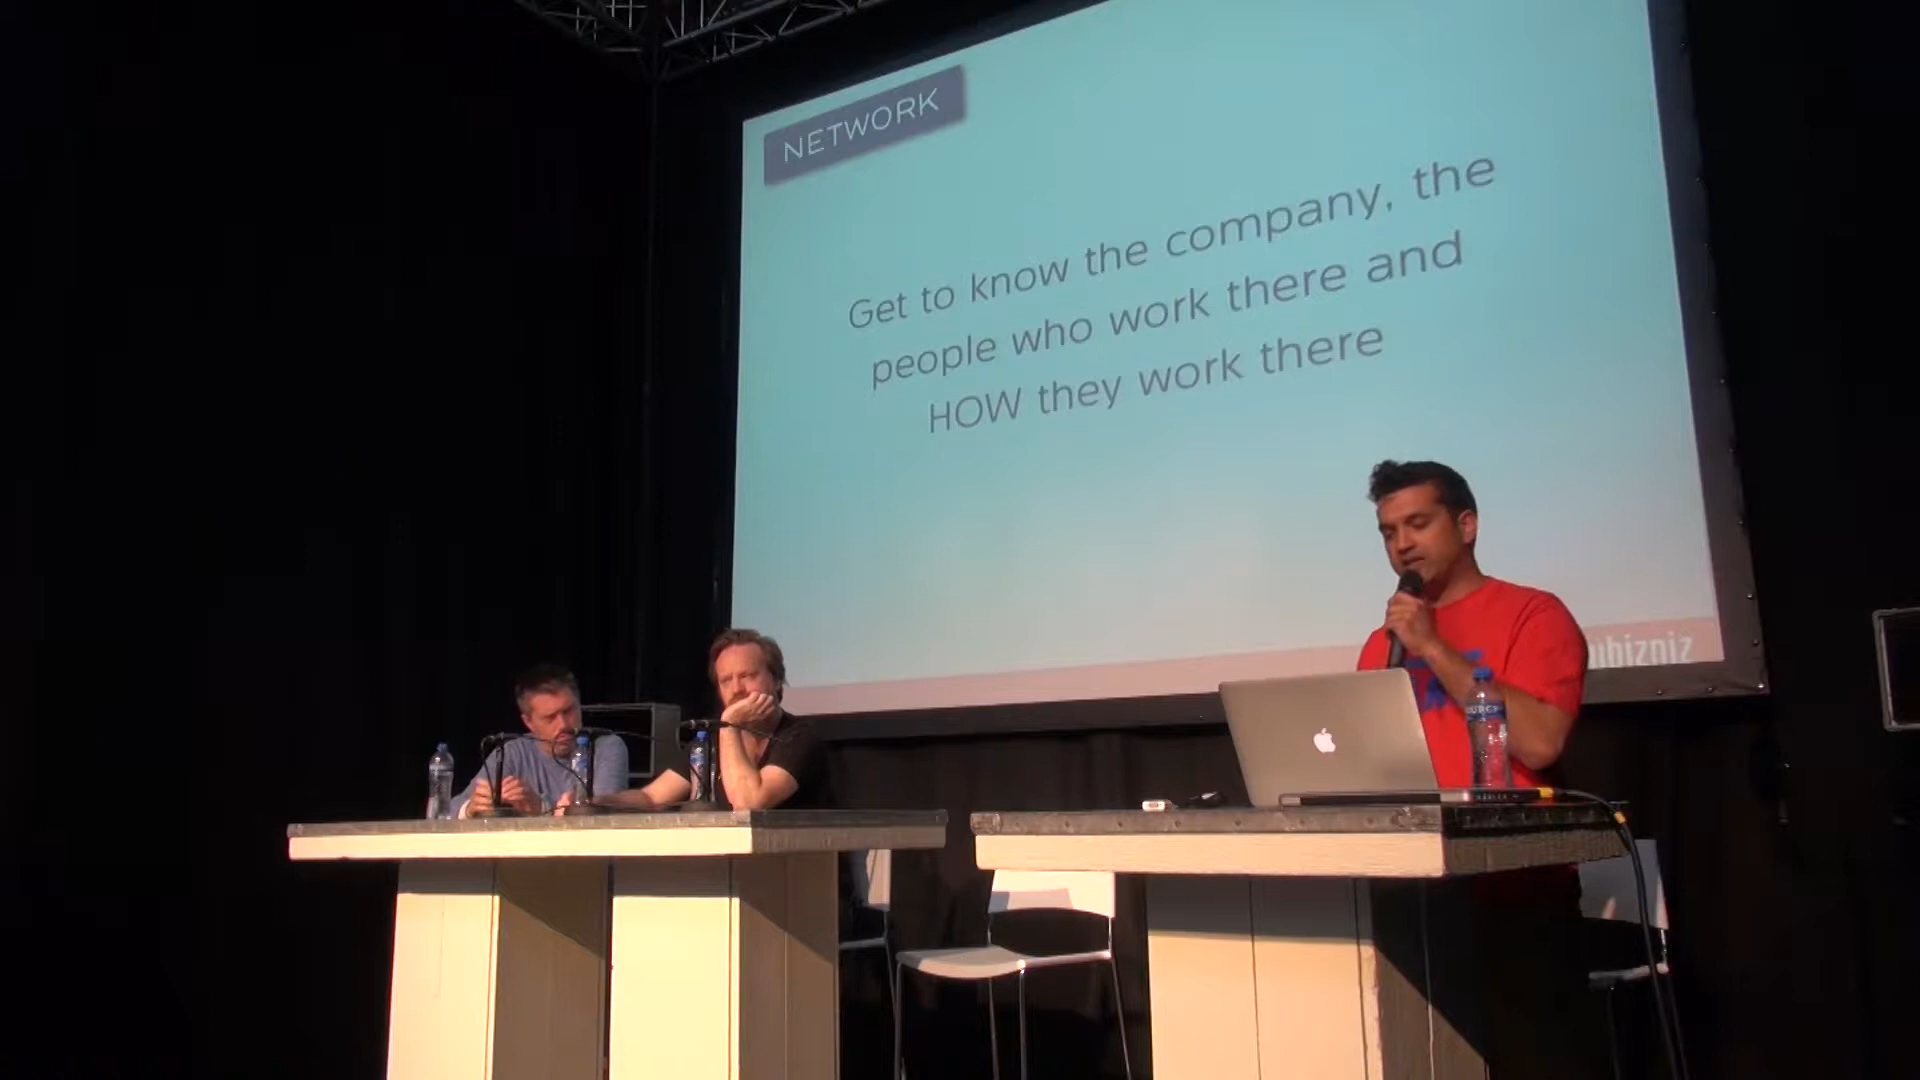 NETWORK
Get to know the company, the
people who work there and
HOW they work there